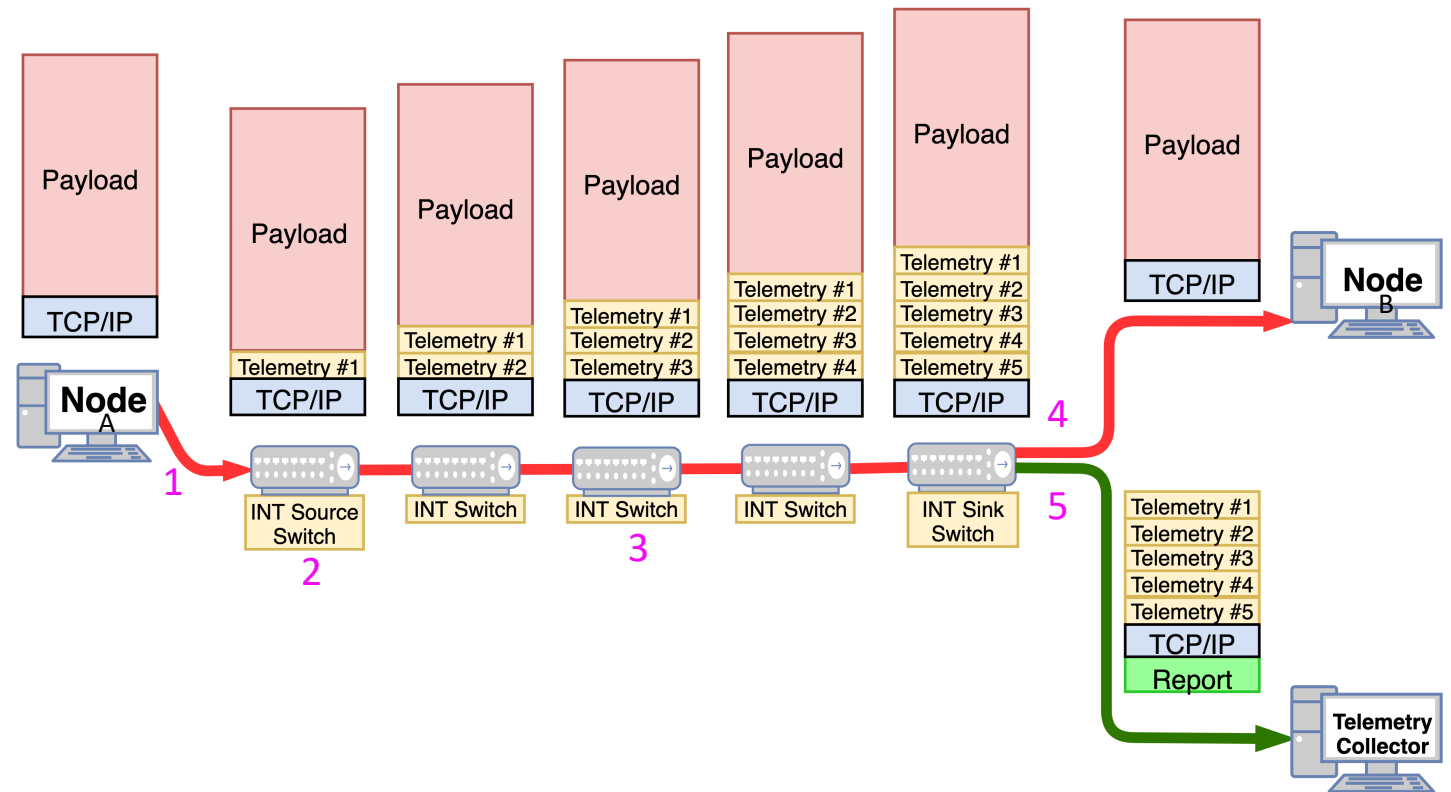 Payload
TCP/IP
Node
A
1
Payload
Telemetry #1
TCP/IP
INT Source
Switch
2
Payload
Telemetry #1
Telemetry #2
TCP/IP
INT Switch
Payload
Telemetry #1
Telemetry #2
Telemetry #3
TCP/IP
INT Switch
3
Payload
Telemetry #1
Telemetry #2
Telemetry #3
Telemetry #4
TCP/IP
INT Switch
Payload
Telemetry #1
Telemetry #2
Telemetry #3
Telemetry #4
Telemetry #5
TCP/IP
INT Sink
Switch
4
5
Payload
TCP/IP
Node
B
Telemetry #1
Telemetry #2
Telemetry #3
Telemetry #4
Telemetry #5
TCP/IP
Report
Telemetry
Collector